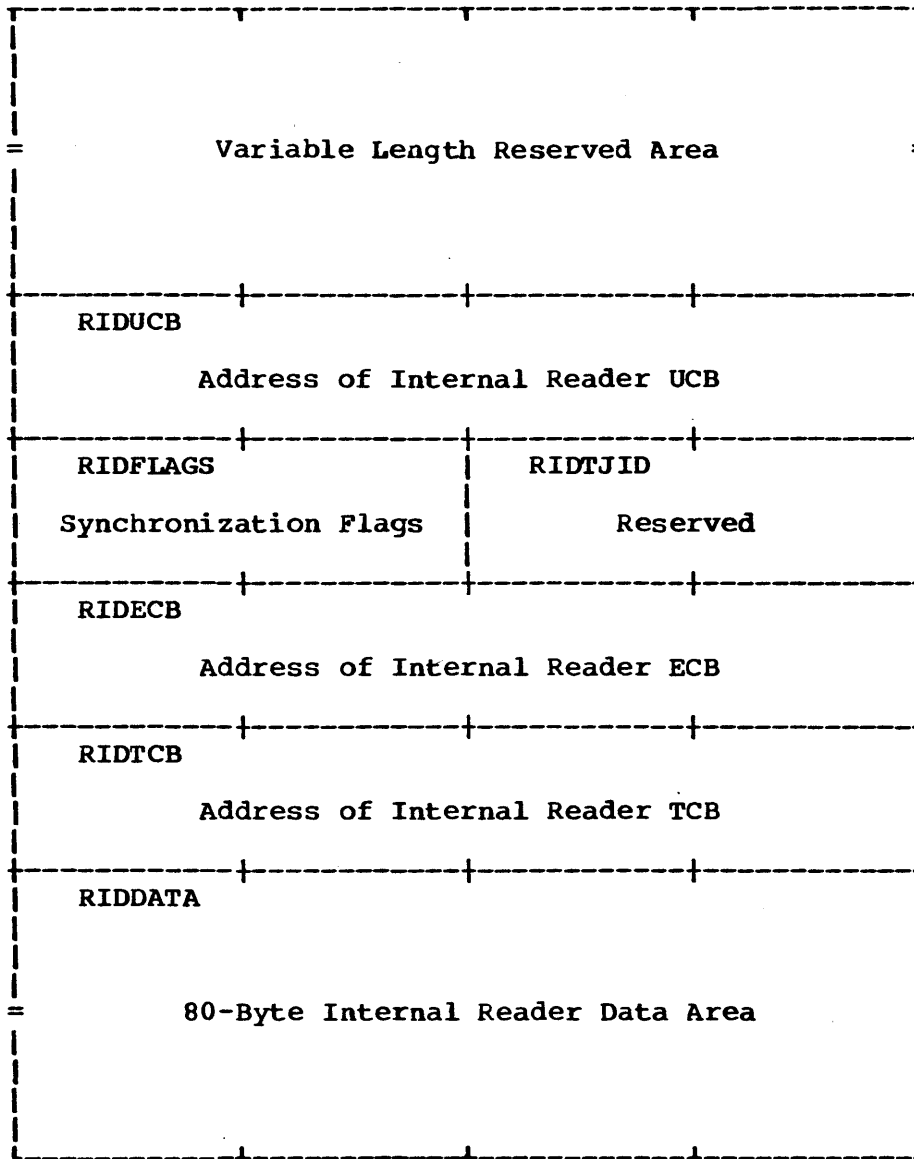 Variable Length Reserved Area
RIDUCB
Address of Internal Reader UCB
RIDFLAGS RIDTJID
Synchronization Flags Reserved
RIDECB
Address of Internal Reader ECB
RIDTCB
Address of Internal Reader TCB
RIDDATA
80-Byte Internal Reader Data Area